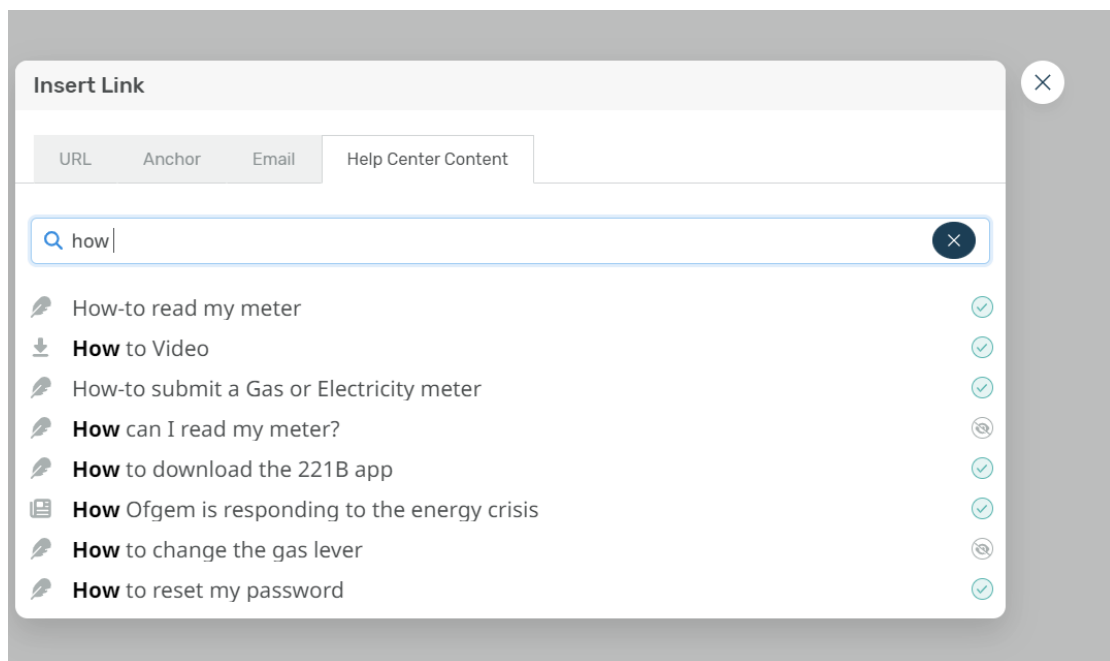 Insert Link
URL Anchor Email Help Center Content
how
How-to read my meter
How to Video
How-to submit a Gas or Electricity meter
How can I read my meter?
How to download the 221B app
How Ofgem is responding to the energy crisis
How to change the gas lever
How to reset my password